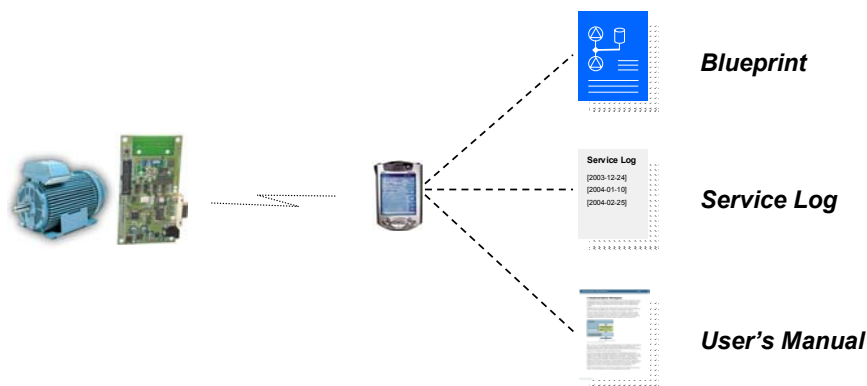 Blueprint
Service Log
[2003-12-24]
[2004-01-10]
[2004-02-25]
Service Log
User's Manual